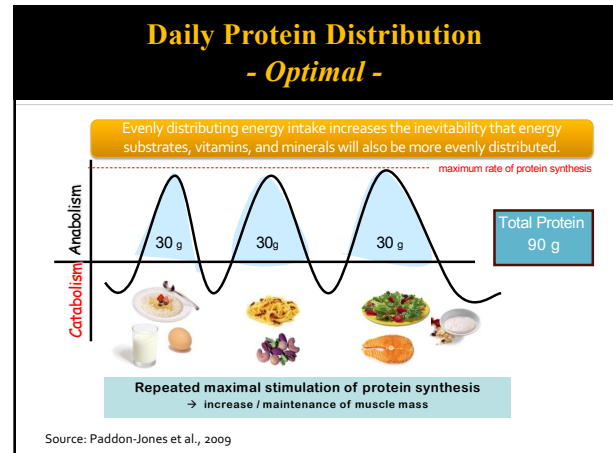 Daily Protein Distribution
- Optimal -
Evenly distributing energy intake increases the inevitability that energy
substrates, vitamins, and minerals will also be more evenly distributed.
maximum rate of protein synthesis
Anabolism
Catabolism
30 g
30g
30 g
Total Protein
90 g
Repeated maximal stimulation of protein synthesis
→ increase / maintenance of muscle mass
Source: Paddon-Jones et al., 2009